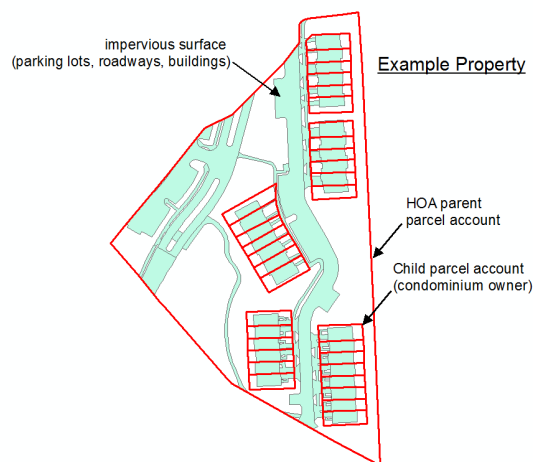 impervious surface
(parking lots, roadways, buildings)
Example Property
HOA parent
parcel account
Child parcel account
(condominium owner)